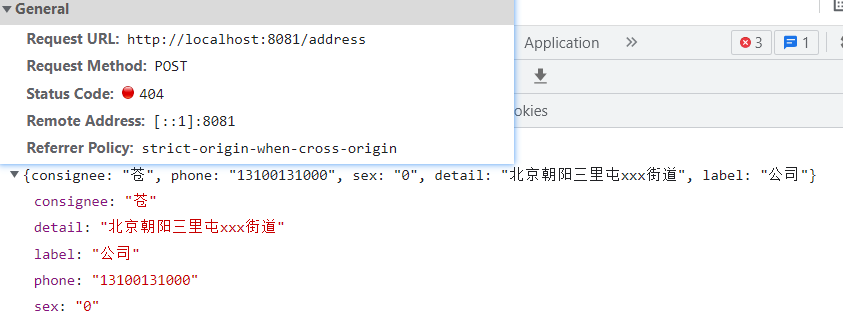 General
Request URL: http://localhost:8081/address
Request Method: POST
Status Code: 404
Remote Address: [::1]:8081
Referrer Policy: strict-origin-when-cross-origin
Application
3
1
okies
{consignee: "苍", phone: "13100131000", sex: "0", detail: "北京朝阳三里屯xxx街道", label: "公司"}
consignee: "苍"
detail: "北京朝阳三里屯xxx街道"
label: "公司"
phone: "13100131000"
sex: "0"